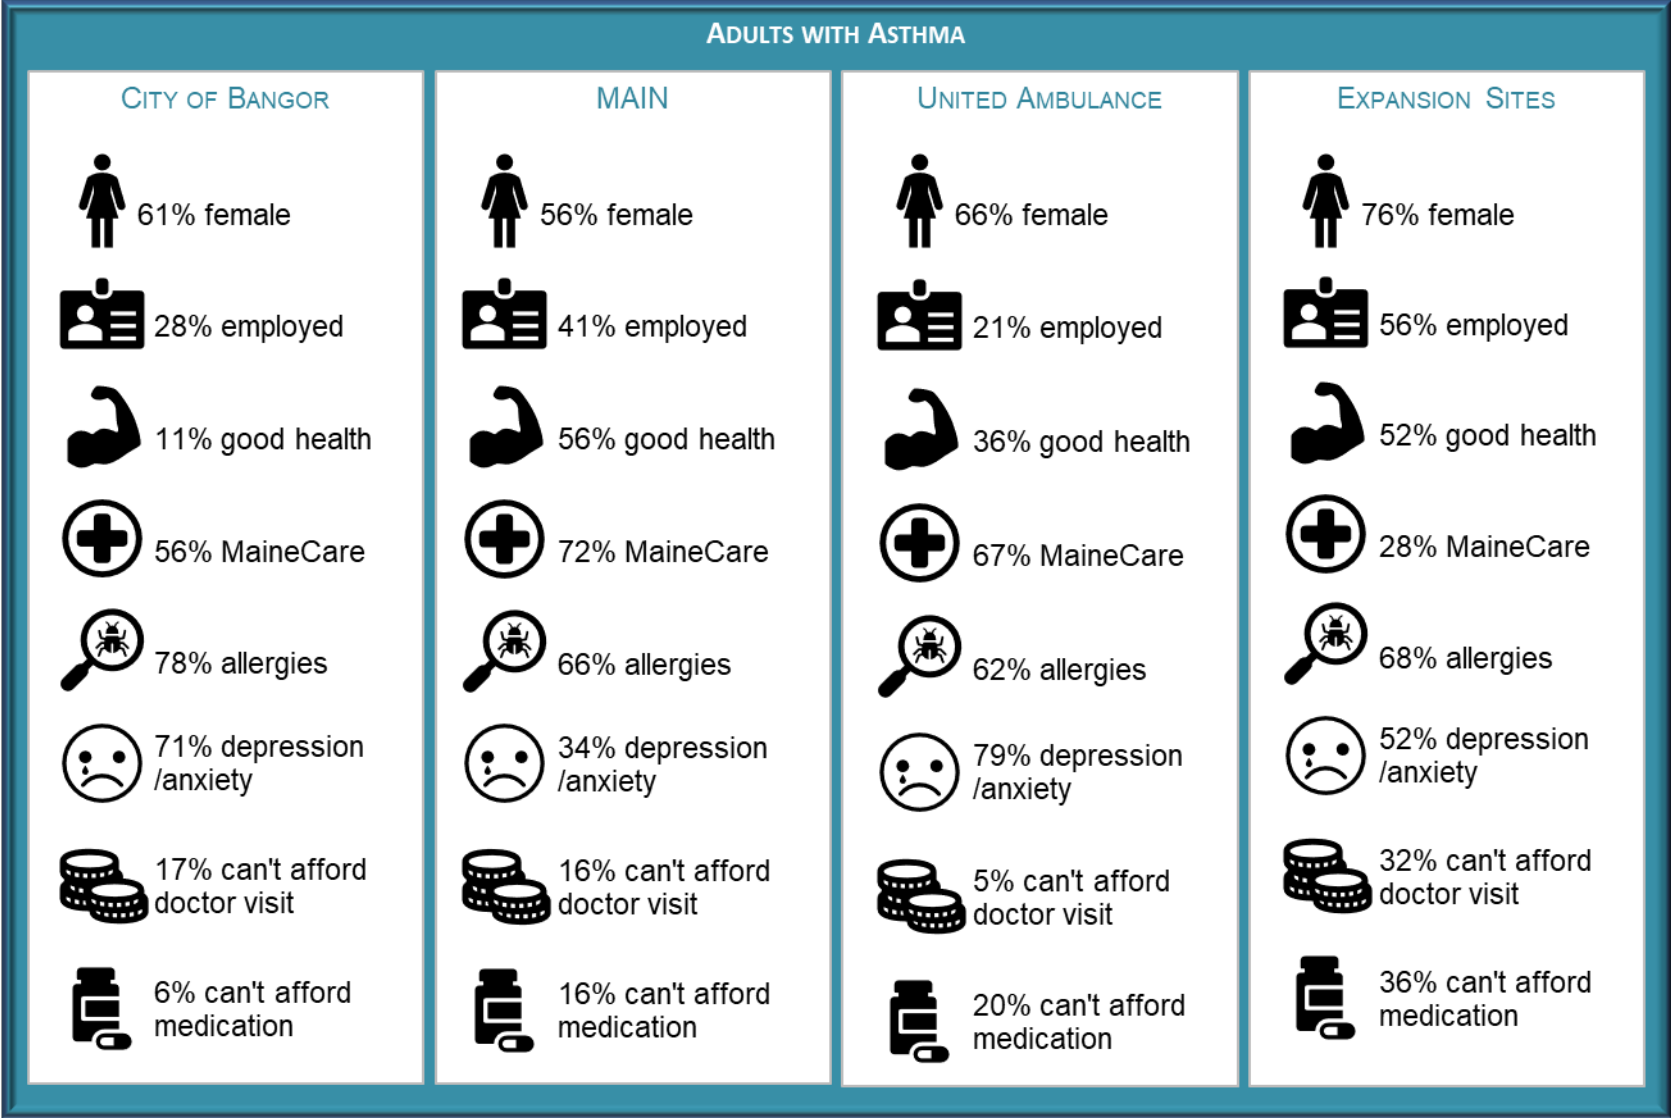 ADULTS WITH ASTHMA
CITY OF BANGOR
61% female
28% employed
11% good health
56% MaineCare
78% allergies
71% depression
/anxiety
17% can't afford
doctor visit
6% can't afford
medication
MAIN
56% female
41% employed
56% good health
72% MaineCare
66% allergies
34% depression
/anxiety
16% can't afford
doctor visit
16% can't afford
medication
UNITED AMBULANCE
66% female
21% employed
36% good health
67% MaineCare
62% allergies
79% depression
/anxiety
5% can't afford
doctor visit
20% can't afford
medication
EXPANSION SITES
76% female
56% employed
52% good health
28% MaineCare
68% allergies
52% depression
/anxiety
32% can't afford
doctor visit
36% can't afford
medication